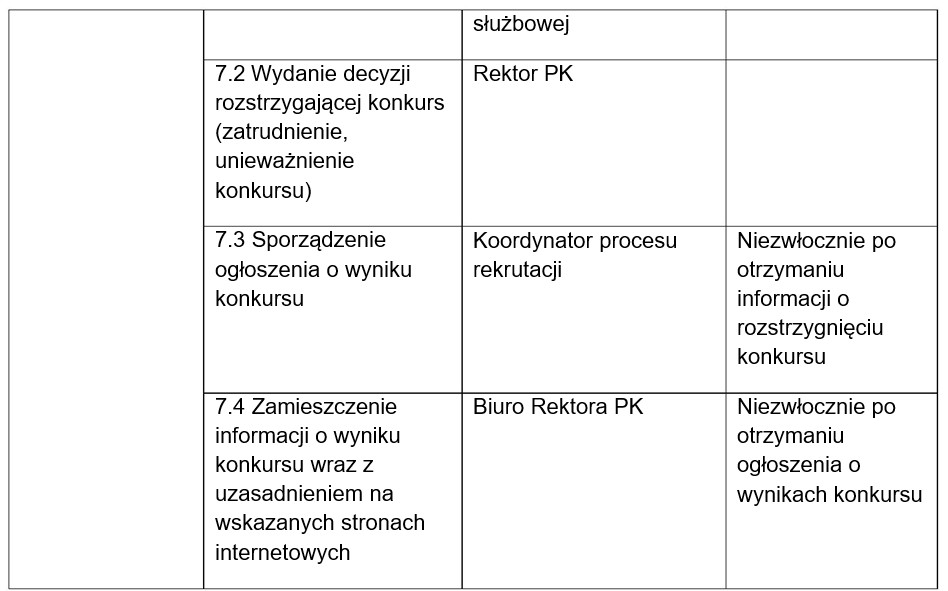 służbowej
7.2 Wydanie decyzji
rozstrzygającej konkurs
(zatrudnienie,
unieważnienie
konkursu)
Rektor PK
7.3 Sporządzenie
ogłoszenia o wyniku
konkursu
Koordynator procesu
rekrutacji
Niezwłocznie po
otrzymaniu
informacji o
rozstrzygnięciu
konkursu
7.4 Zamieszczenie
informacji o wyniku
konkursu wraz z
uzasadnieniem na
wskazanych stronach
internetowych
Biuro Rektora PK
Niezwłocznie po
otrzymaniu
ogłoszenia o
wynikach konkursu